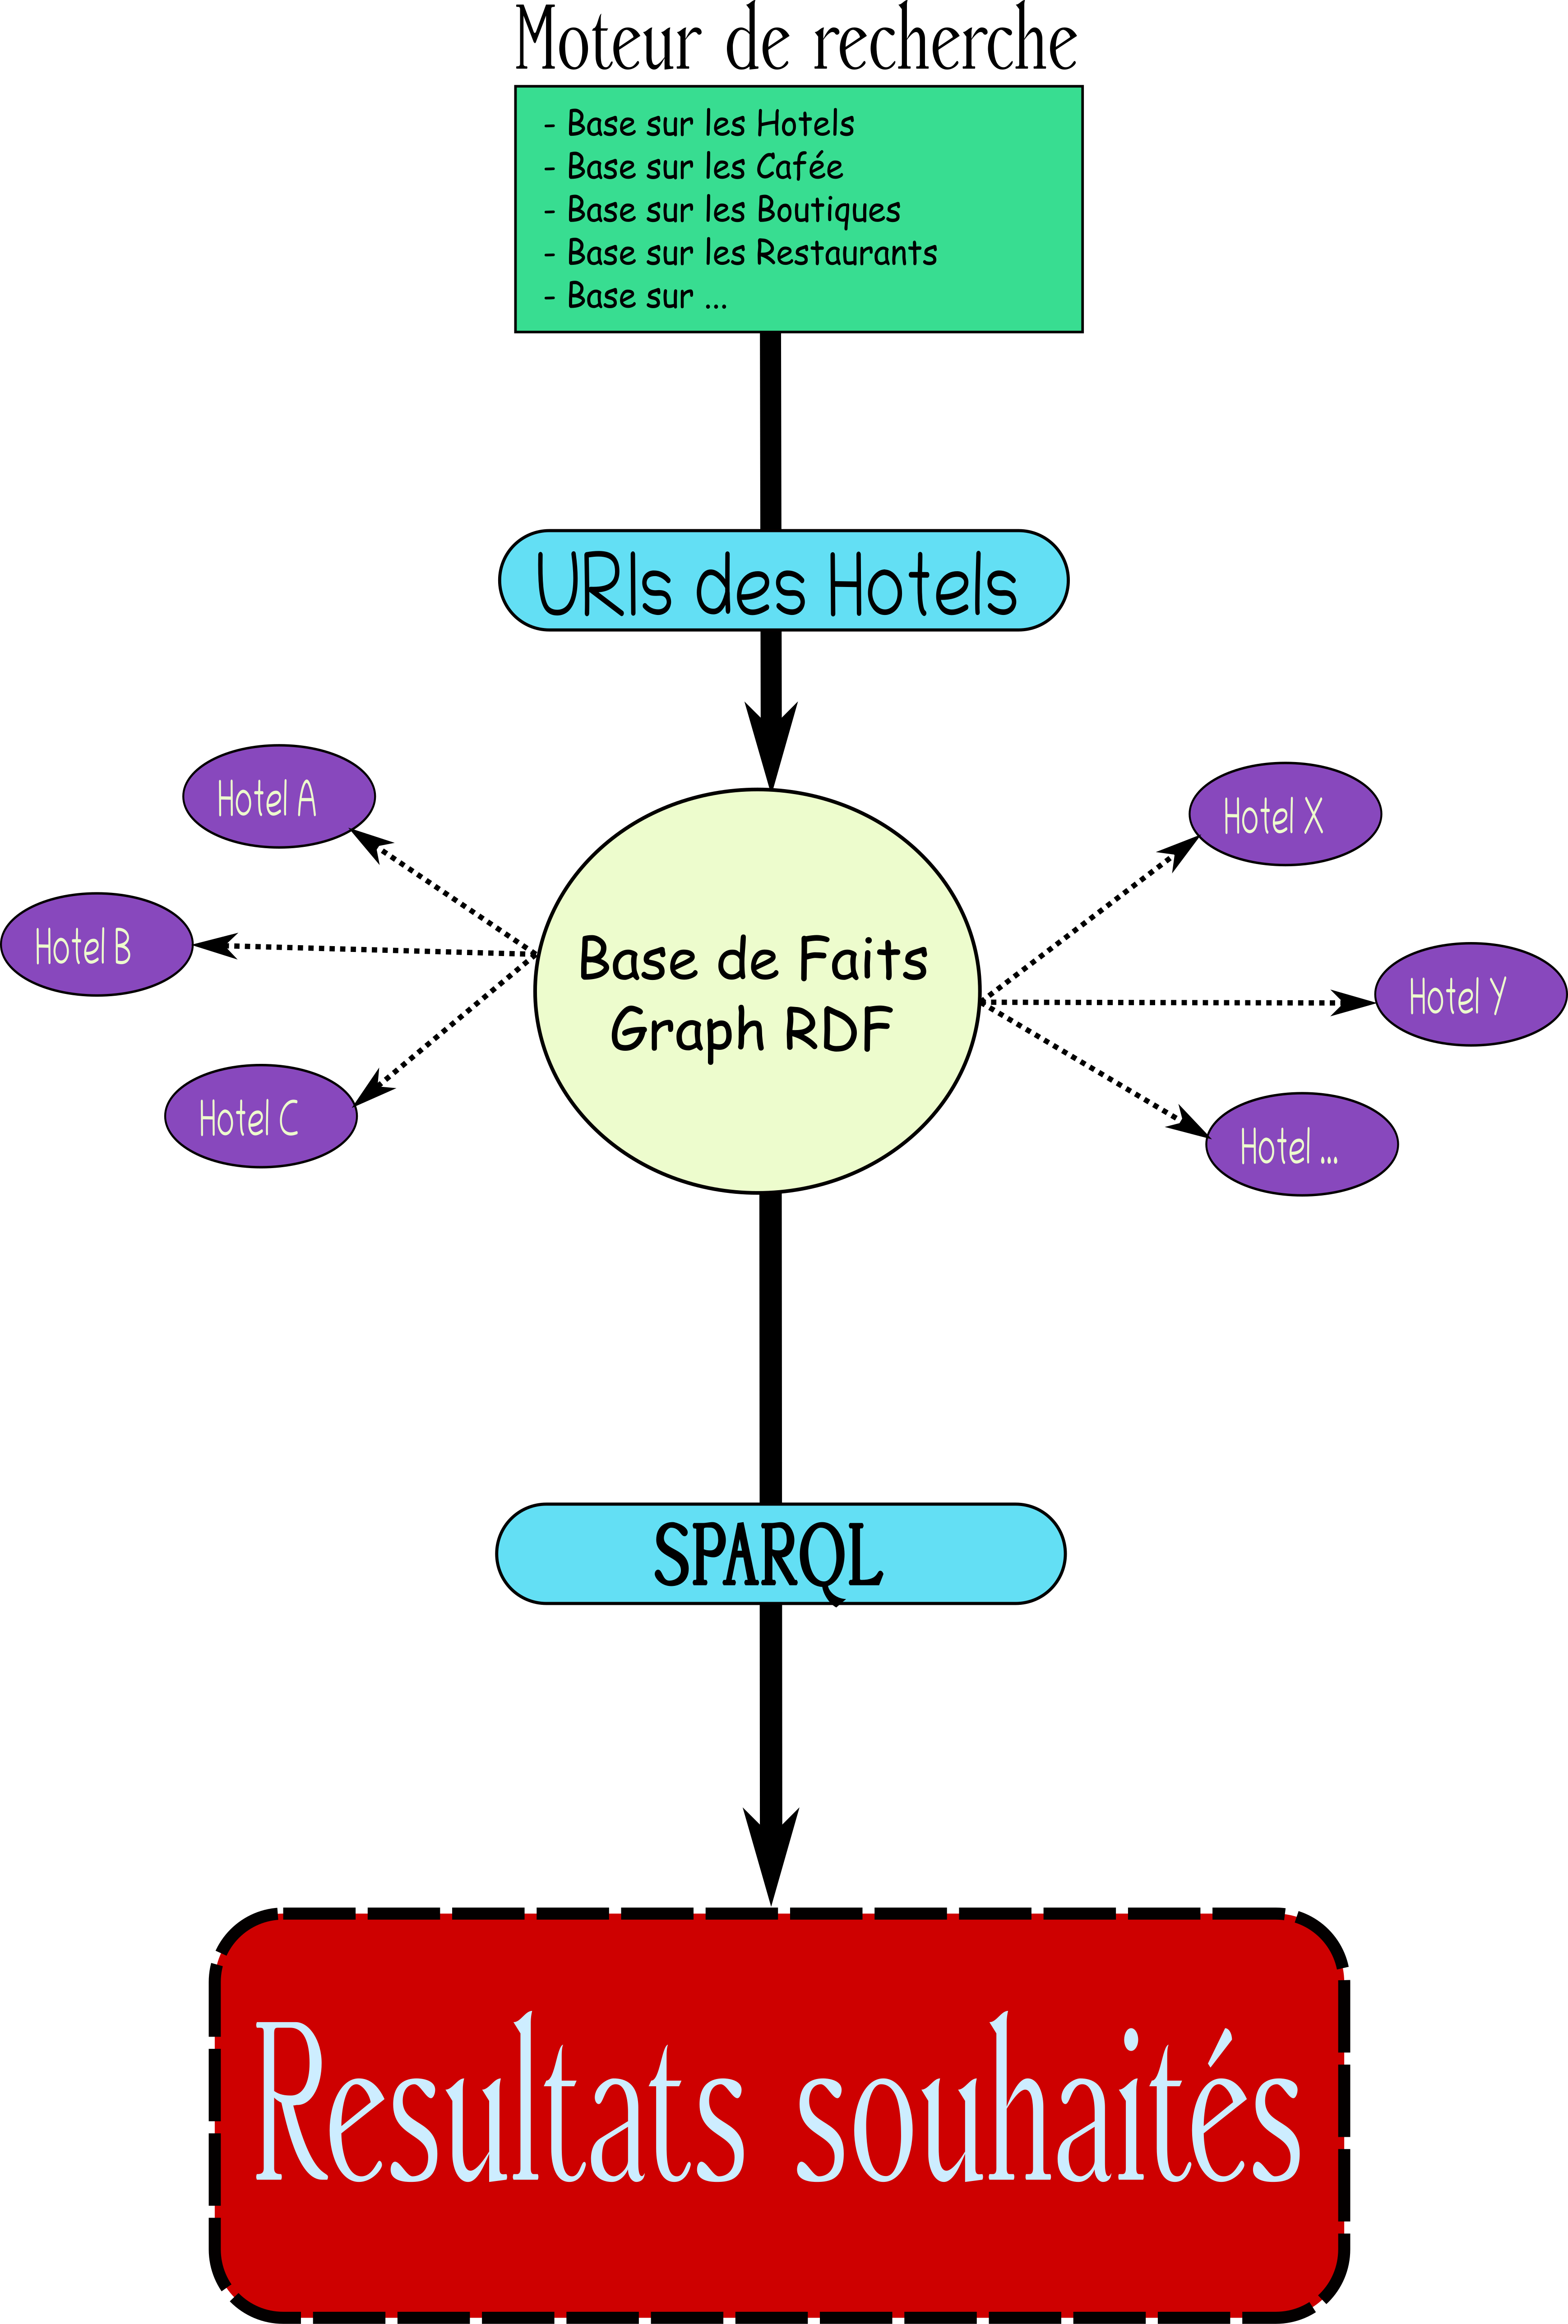 Moteur de recherche
- Base sur les Hotels
- Base sur les Cafée
- Base sur les Boutiques
- Base sur les Restaurants
- Base sur ...
URIs des Hotels
Hotel A
Hotel X
Hotel B
Base de Faits
Graph RDF
Hotel Y
Hotel C
Hotel ...
SPARQL
Resultats souhaités